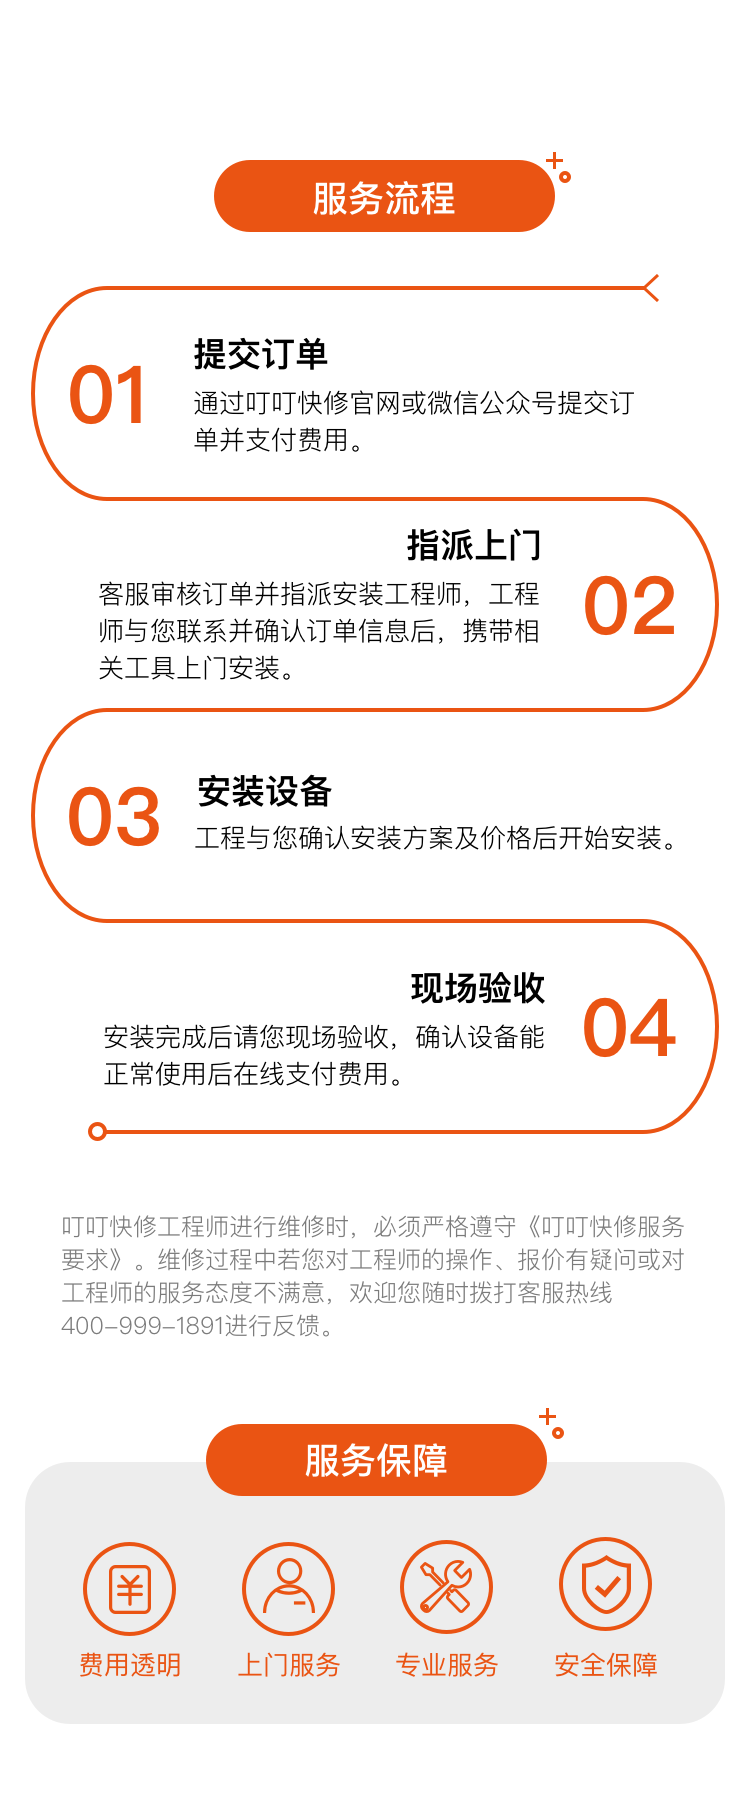 服务流程
01
提交订单
通过叮叮快修官网或微信公众号提交订
单并支付费用。
指派上门
02
客服审核订单并指派安装工程师，工程
师与您联系并确认订单信息后，携带相
关工具上门安装。
03
安装设备
工程与您确认安装方案及价格后开始安装。
现场验收
04
安装完成后请您现场验收，确认设备能
正常使用后在线支付费用。
叮叮快修工程师进行维修时，必须严格遵守《叮叮快修服务
要求》。维修过程中若您对工程师的操作、报价有疑问或对
工程师的服务态度不满意，欢迎您随时拨打客服热线
400-999-1891进行反馈。
服务保障
费用透明
上门服务
专业服务
安全保障